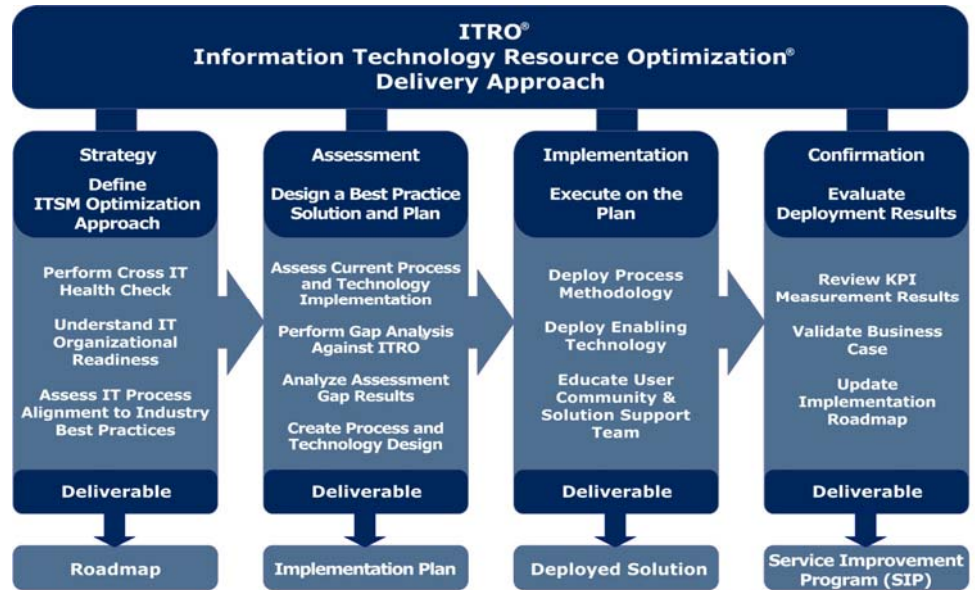 ITRO®
Information Technology Resource Optimization®
Delivery Approach
Strategy
Define
ITSM Optimization
Approach
Perform Cross IT
Health Check
Understand IT
Organizational
Readiness
Assess IT Process
Alignment to Industry
Best Practices
Deliverable
Roadmap
Assessment
Design a Best Practice
Solution and Plan
Assess Current Process
and Technology
Implementation
Perform Gap Analysis
Against ITRO
Analyze Assessment
Gap Results
Create Process and
Technology Design
Deliverable
Implementation Plan
Implementation
Execute on the
Plan
Deploy Process
Methodology
Deploy Enabling
Technology
Educate User
Community &
Solution Support
Team
Deliverable
Deployed Solution
Confirmation
Evaluate
Deployment Results
Review KPI
Measurement Results
Validate Business
Case
Update
Implementation
Roadmap
Deliverable
Service Improvement
Program (SIP)